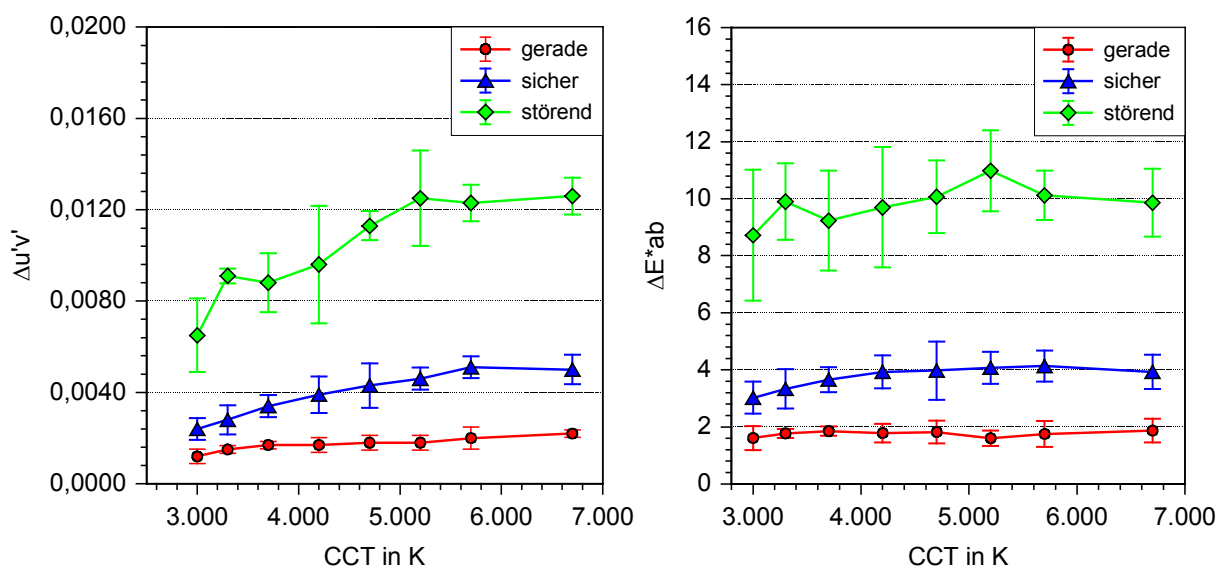 0,0200
0,0160
0,0120
0,0080
0,0040
0,0000
Δu'v'
3.000 4.000 5.000 6.000 7.000
CCT in K
gerade
sicher
störend
16
14
12
10
8
6
4
2
0
ΔE*ab
3.000 4.000 5.000 6.000 7.000
CCT in K
gerade
sicher
störend